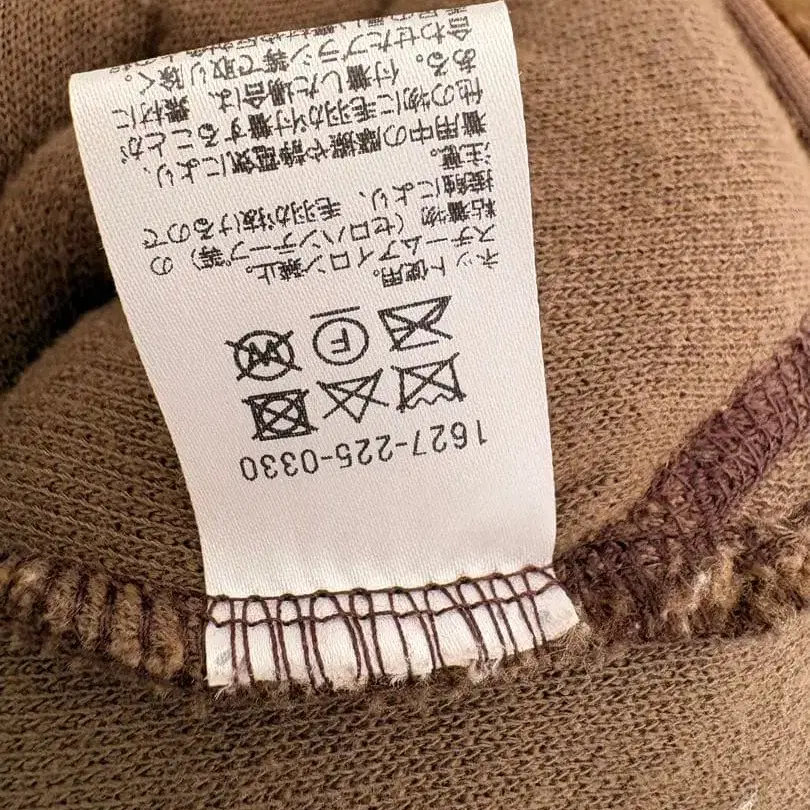 1627-225-0330
F
W
ネット使用。
スチームアイロン禁止。
粘着物（セロハンテープ等）の
接触により、毛羽が抜けるので
注意。
着用中の摩擦や静電気により、
他の物に毛羽が付着することが
ある。付着した場合は、素材に
合わせたブラシ等で取り除く。